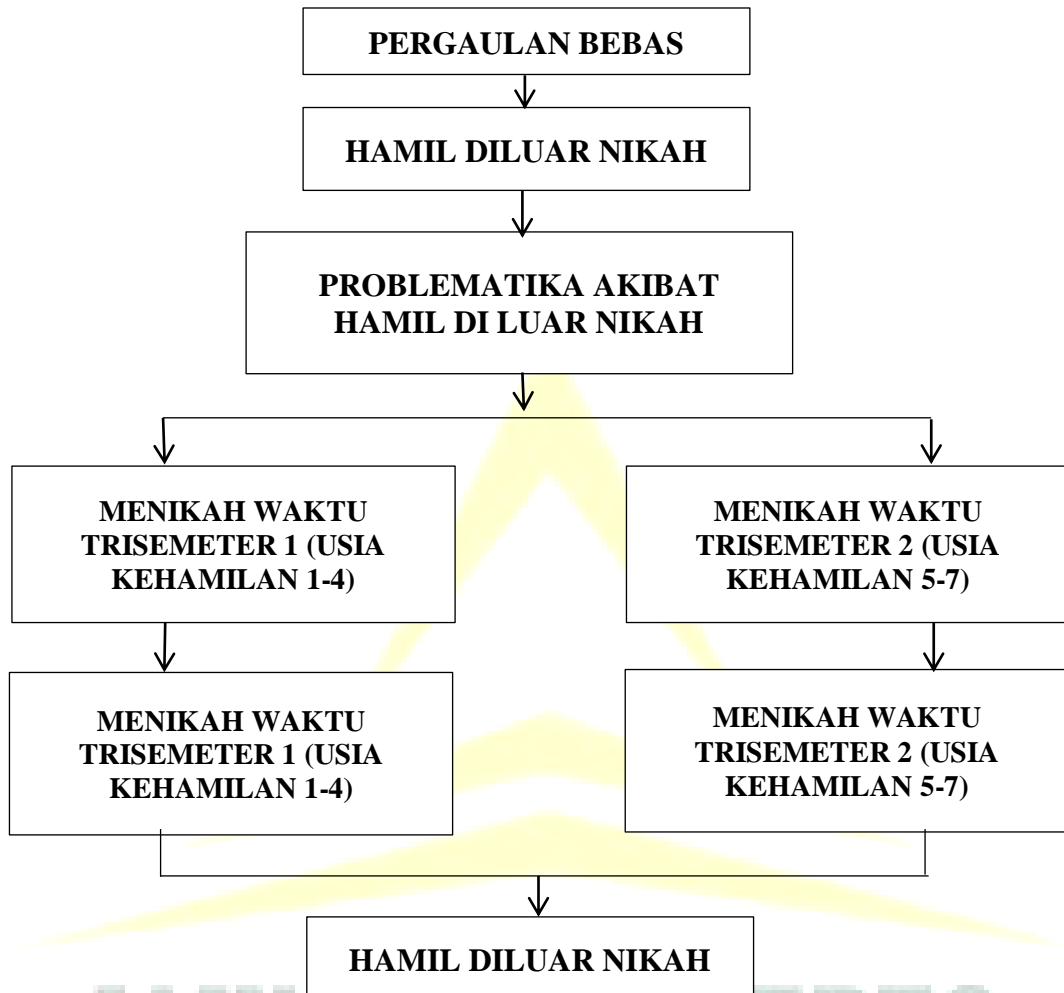 PERGAULAN BEBAS
HAMIL DILUAR NIKAH
PROBLEMATIKA AKIBAT
HAMIL DI LUAR NIKAH
MENIKAH WAKTU
TRISEMETER 1 (USIA
KEHAMILAN 1-4)
MENIKAH WAKTU
TRISEMETER 2 (USIA
KEHAMILAN 5-7)
MENIKAH WAKTU
TRISEMETER 1 (USIA
KEHAMILAN 1-4)
MENIKAH WAKTU
TRISEMETER 2 (USIA
KEHAMILAN 5-7)
HAMIL DILUAR NIKAH